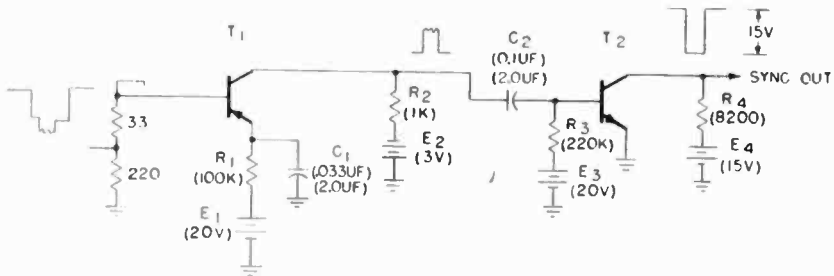 T1
33
220
R1
(100K)
C1
(.033UF)
(2.0UF)
E1
(20V)
R2
(1K)
E2
(3V)
C2
(0.1UF)
(2.0UF)
R3
(220K)
E3
(20V)
T2
15V
SYNC OUT
R4
(8200)
E4
(15V)